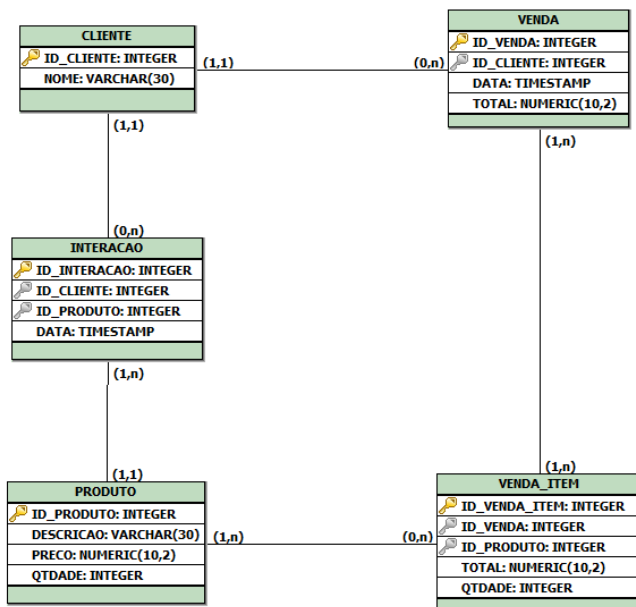 CLIENTE
ID_CLIENTE: INTEGER
NOME: VARCHAR(30)
(1,1)
(0,n)
VENDA
ID_VENDA: INTEGER
ID_CLIENTE: INTEGER
DATA: TIMESTAMP
TOTAL: NUMERIC(10,2)
(1,1)
(1,n)
(0,n)
INTERACAO
ID_INTERACAO: INTEGER
ID_CLIENTE: INTEGER
ID_PRODUTO: INTEGER
DATA: TIMESTAMP
(1,n)
(1,1)
(1,n)
PRODUTO
ID_PRODUTO: INTEGER
DESCRICAO: VARCHAR(30)
PRECO: NUMERIC(10,2)
QTDADE: INTEGER
(1,n)
(0,n)
VENDA_ITEM
ID_VENDA_ITEM: INTEGER
ID_VENDA: INTEGER
ID_PRODUTO: INTEGER
TOTAL: NUMERIC(10,2)
QTDADE: INTEGER